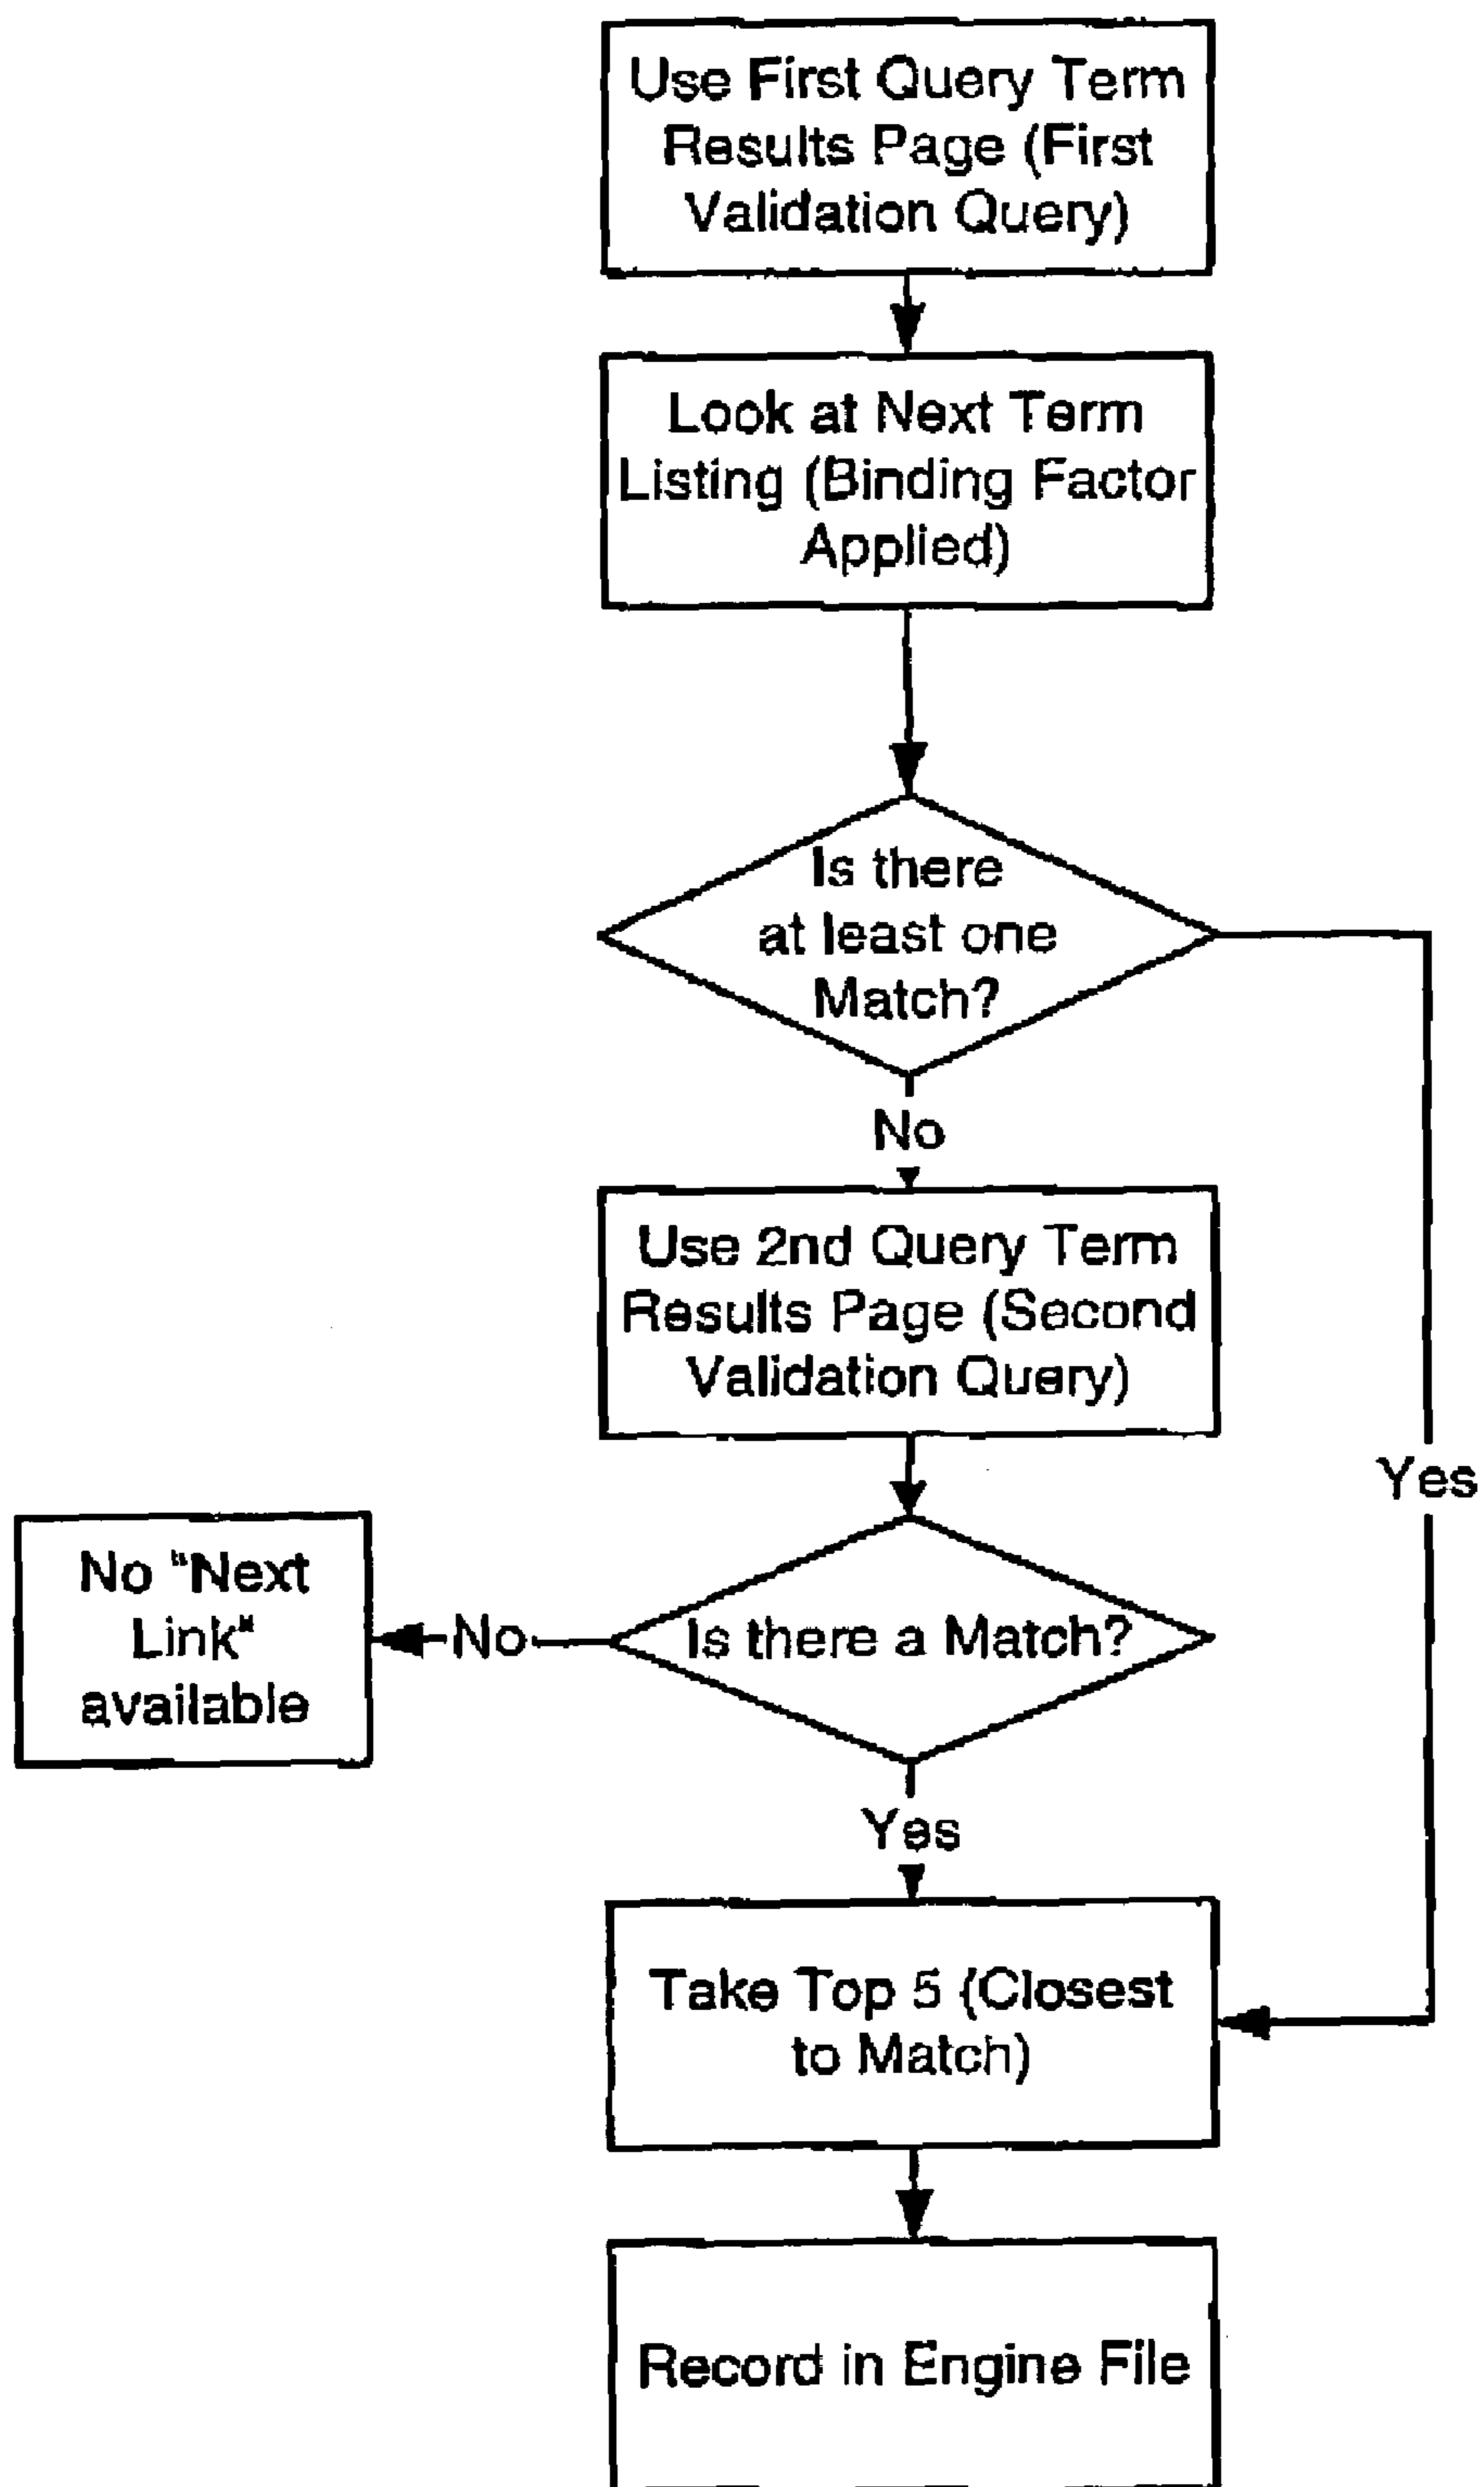 Use First Query Term
Results Page (First
Validation Query)
Look at Next Term
Listing (Binding Factor
Applied)
Is there
at least one
Match?
No
Use 2nd Query Term
Results Page (Second
Validation Query)
Yes
No "Next
Link"
available
No
Is there a Match?
Yes
Take Top 5 (Closest
to Match)
Record in Engine File